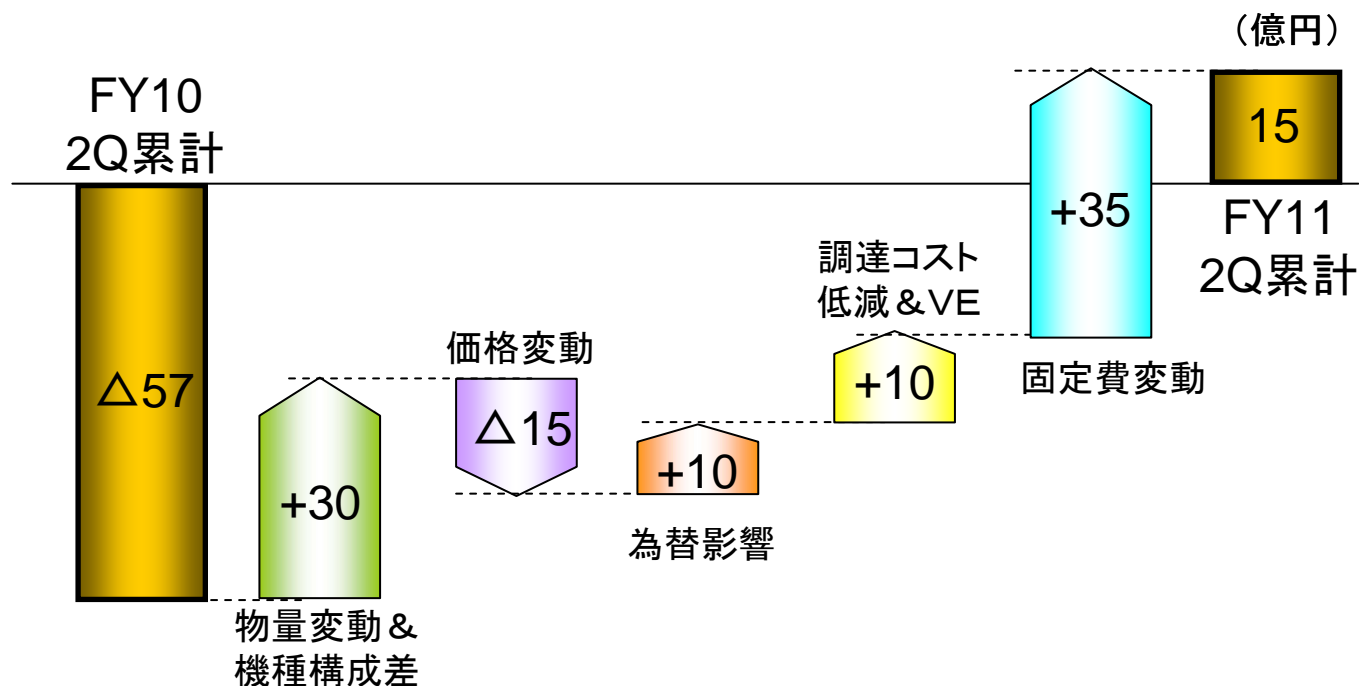 (億円)
FY10
2Q累計
△57
+30
物量変動&
機種構成差
価格変動
△15
+10
為替影響
調達コスト
低減&VE
+10
+35
固定費変動
15
FY11
2Q累計